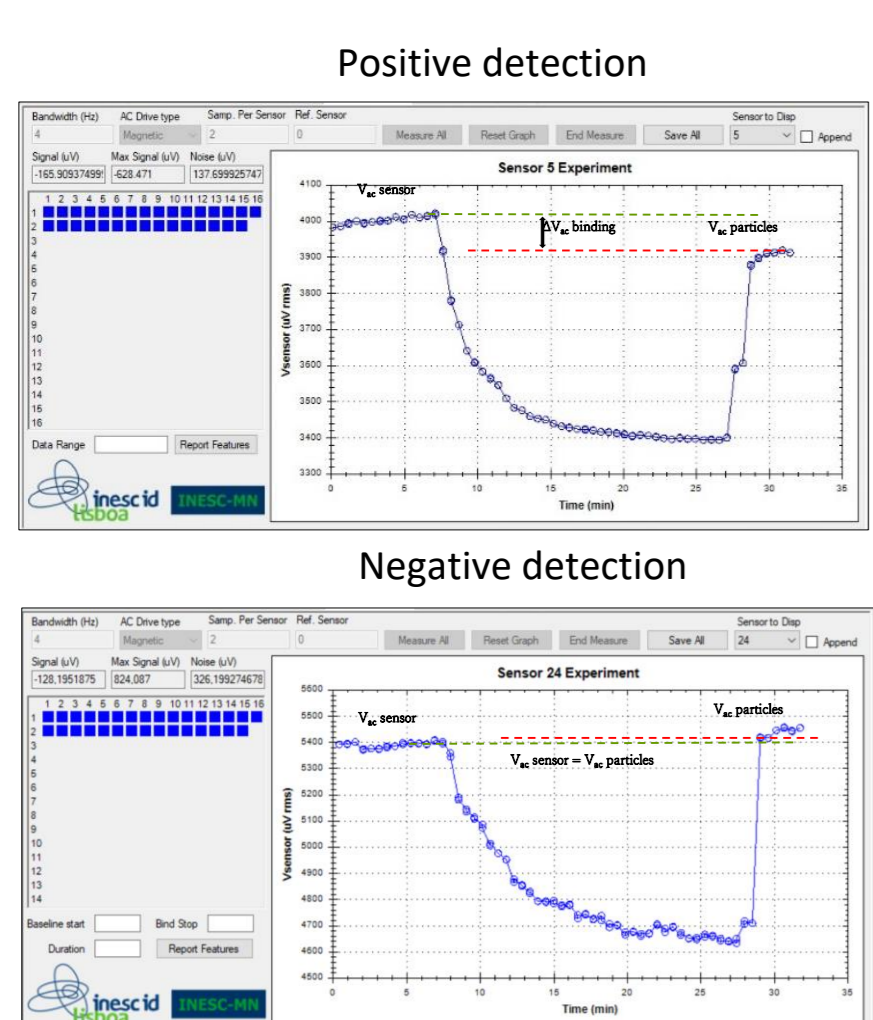 Positive detection
Bandwidth (Hz) AC Drive type Samp. Per Sensor Ref. Sensor Sensor to Disp
4 Magnetic 2 0 Measure All Reset Graph End Measure Save All 5 Append
Signal (uV) Max Signal (uV) Noise (uV)
-165.90937499 -628.471 137.699925747
Sensor 5 Experiment
1 2 3 4 5 6 7 8 9 10 11 12 13 14 15 16
1
2
3
4
5
6
7
8
9
10
11
12
13
14
15
16
4100
4000
3900
3800
3700
3600
3500
3400
3300
Vsensor (uV rms)
Vac sensor
ΔVac binding
Vac particles
0 5 10 15 20 25 30 35
Time (min)
Data Range Report Features
inesc id
lisboa
INESC-MN
Negative detection
Bandwidth (Hz) AC Drive type Samp. Per Sensor Ref. Sensor Sensor to Disp
4 Magnetic 2 0 Measure All Reset Graph End Measure Save All 24 Append
Signal (uV) Max Signal (uV) Noise (uV)
-128,1951875 824,087 326,199274678
Sensor 24 Experiment
1 2 3 4 5 6 7 8 9 10 11 12 13 14 15 16
1
2
3
4
5
6
7
8
9
10
11
12
13
14
5600
5500
5400
5300
5200
5100
5000
4900
4800
4700
4600
4500
Vsensor (uV rms)
Vac sensor
Vac particles
Vac sensor = Vac particles
0 5 10 15 20 25 30 35
Time (min)
Baseline start Bind Stop
Duration Report Features
inesc id
lisboa
INESC-MN